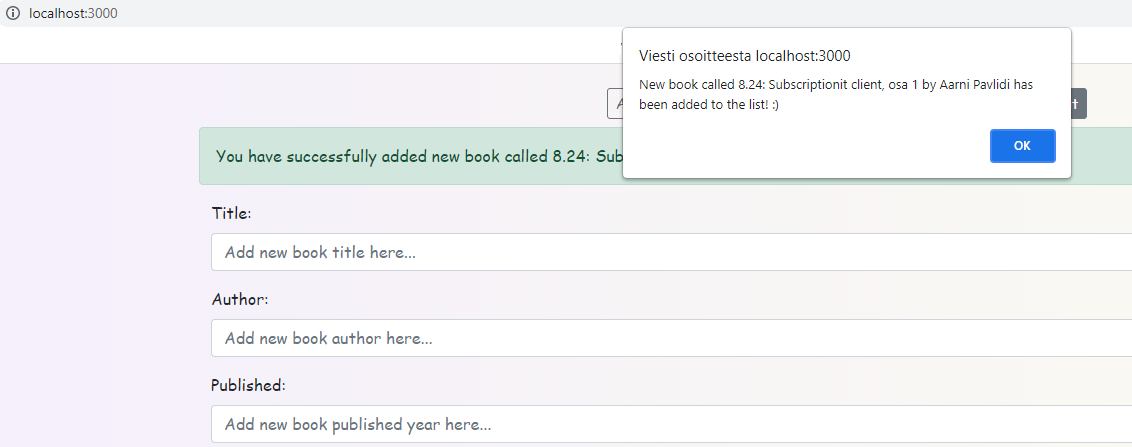 localhost:3000
Viesti osoitteesta localhost:3000
New book called 8.24: Subscriptionit client, osa 1 by Aarni Pavlidi has
been added to the list! :)
OK
You have successfully added new book called 8.24: Sub
Title:
Add new book title here...
Author:
Add new book author here...
Published:
Add new book published year here...